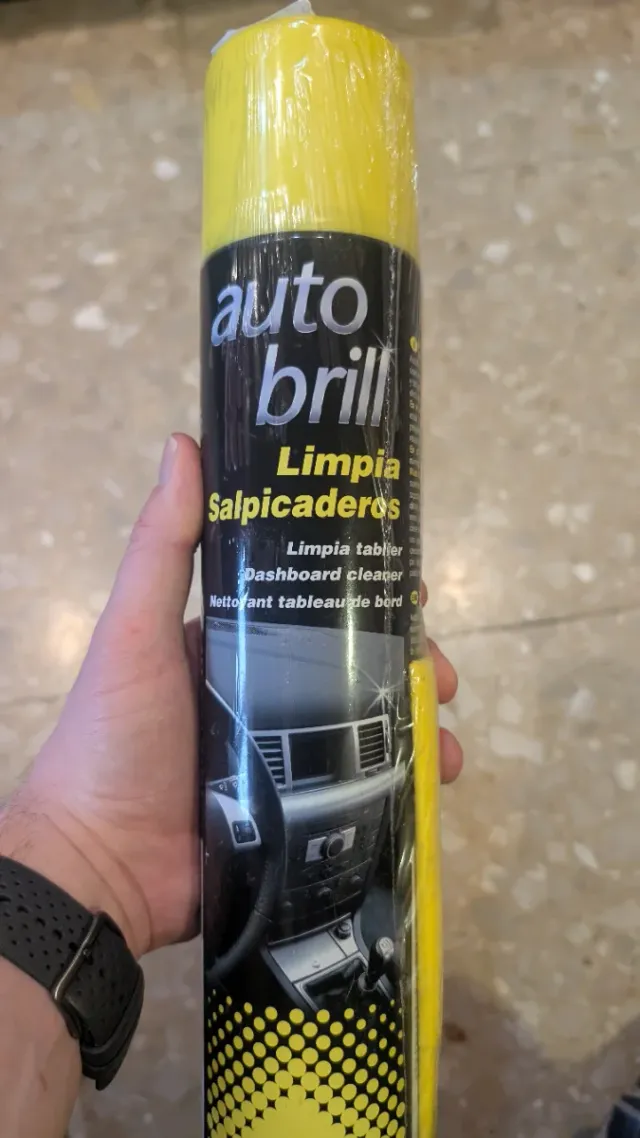 auto
brill
Limpia
Salpicaderos
Limpia tablier
Dashboard cleaner
Nettoyant tableau de bord